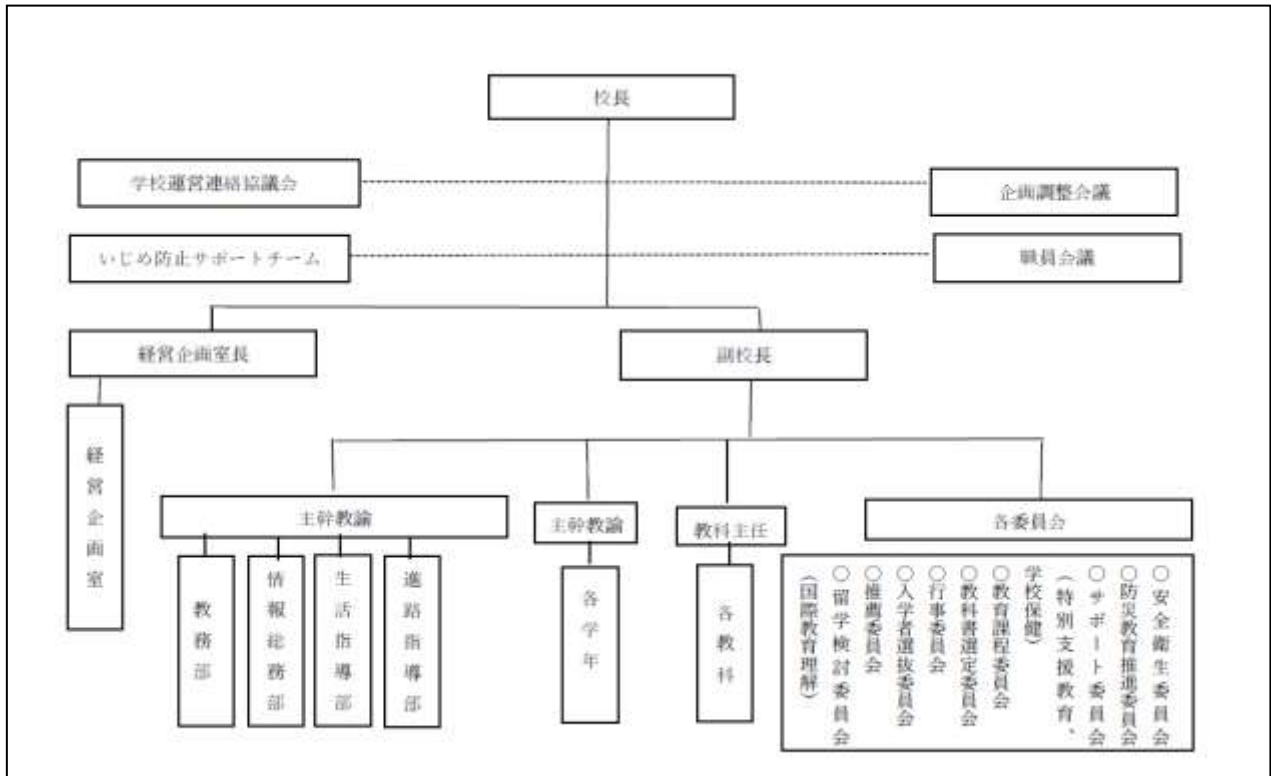 校長
学校運営連絡協議会
企画調整会議
いじめ防止サポートチーム
職員会議
経営企画室長
副校長
経営企画室
主幹教諭
主幹教諭
教科主任
各委員会
教務部
情報総務部
生活指導部
進路指導部
各学年
各教科
○安全衛生委員会
○防災教育推進委員会
○サポート委員会
(特別支援教育、
学校保健)
○教育課程委員会
○教科書選定委員会
○行事委員会
○入学者選抜委員会
○推薦委員会
○留学検討委員会
(国際教育理解)